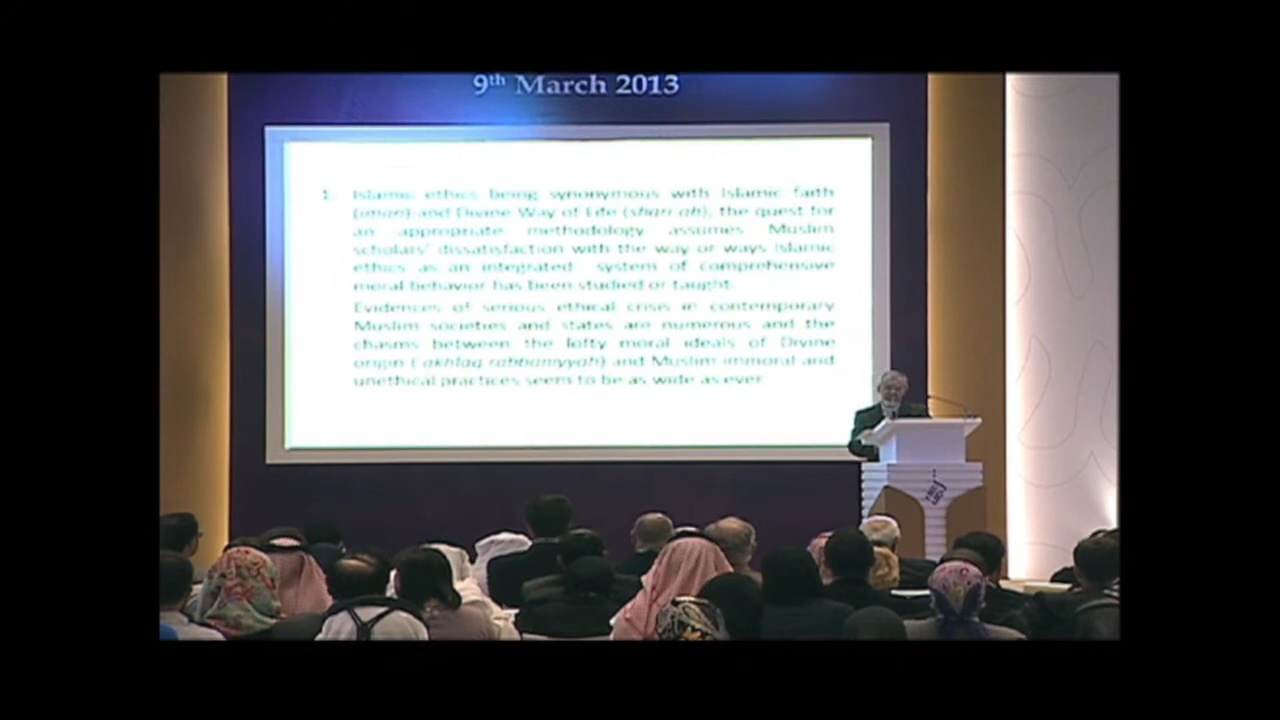 9th March 2013
1. Islamic ethics being synonymous with Islamic faith
(iman) and Divine Way of Life (shari'ah), the quest for
an appropriate methodology assumes Muslim
scholars' dissatisfaction with the way or ways Islamic
ethics as an integrated system of comprehensive
moral behavior has been studied or taught.
Evidences of serious ethical crisis in contemporary
Muslim societies and states are numerous and the
chasms between the lofty moral ideals of Divine
origin ( akhlaq rabbaniyyah) and Muslim immoral and
unethical practices seem to be as wide as ever.